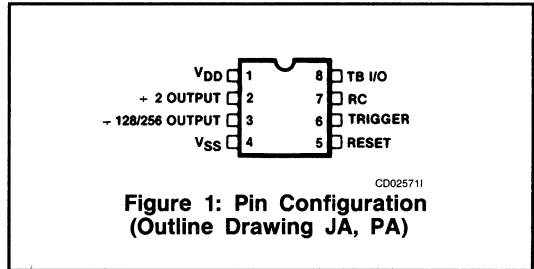 VDD 1 8 TB I/O
÷ 2 OUTPUT 2 7 RC
÷ 128/256 OUTPUT 3 6 TRIGGER
VSS 4 5 RESET
CD02571I
Figure 1: Pin Configuration
(Outline Drawing JA, PA)